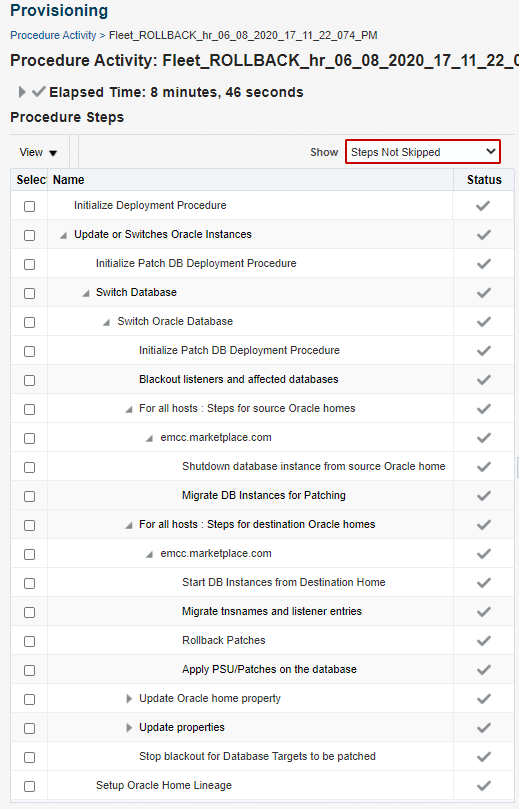 Provisioning
Procedure Activity > Fleet_ROLLBACK_hr_06_08_2020_17_11_22_074_PM
Procedure Activity: Fleet_ROLLBACK_hr_06_08_2020_17_11_22_0
Elapsed Time: 8 minutes, 46 seconds
Procedure Steps
View Show Steps Not Skipped
Select Name Status
Initialize Deployment Procedure
Update or Switches Oracle Instances
Initialize Patch DB Deployment Procedure
Switch Database
Switch Oracle Database
Initialize Patch DB Deployment Procedure
Blackout listeners and affected databases
For all hosts : Steps for source Oracle homes
emcc.marketplace.com
Shutdown database instance from source Oracle home
Migrate DB Instances for Patching
For all hosts : Steps for destination Oracle homes
emcc.marketplace.com
Start DB Instances from Destination Home
Migrate tnsnames and listener entries
Rollback Patches
Apply PSU/Patches on the database
Update Oracle home property
Update properties
Stop blackout for Database Targets to be patched
Setup Oracle Home Lineage